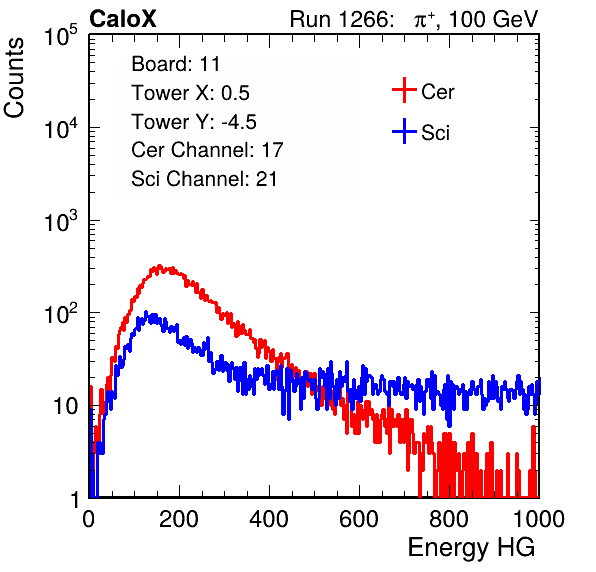 CaloX Run 1266: π⁺, 100 GeV
Counts
Board: 11
Tower X: 0.5
Tower Y: -4.5
Cer Channel: 17
Sci Channel: 21
Cer
Sci
10⁵
10⁴
10³
10²
10
1
0 200 400 600 800 1000
Energy HG